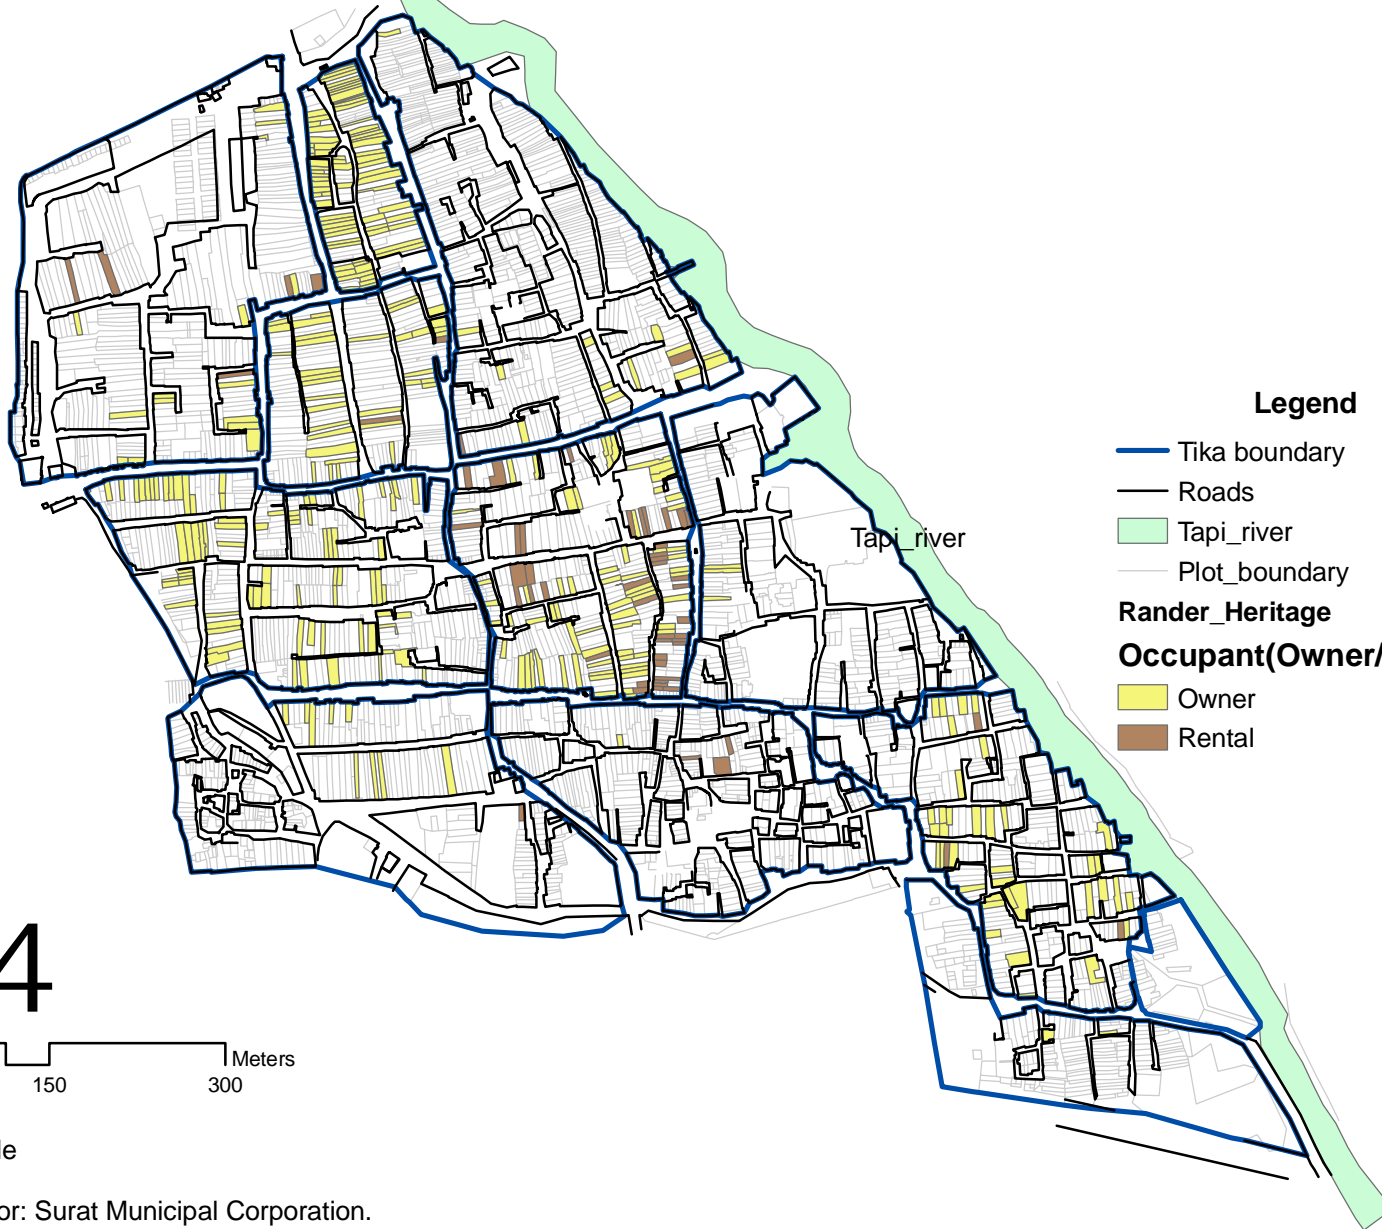 Legend
Tika boundary
Roads
Tapi_river
Plot_boundary
Rander_Heritage
Occupant(Owner/
Owner
Rental
Tapi_river
4
Meters
150 300
or: Surat Municipal Corporation.